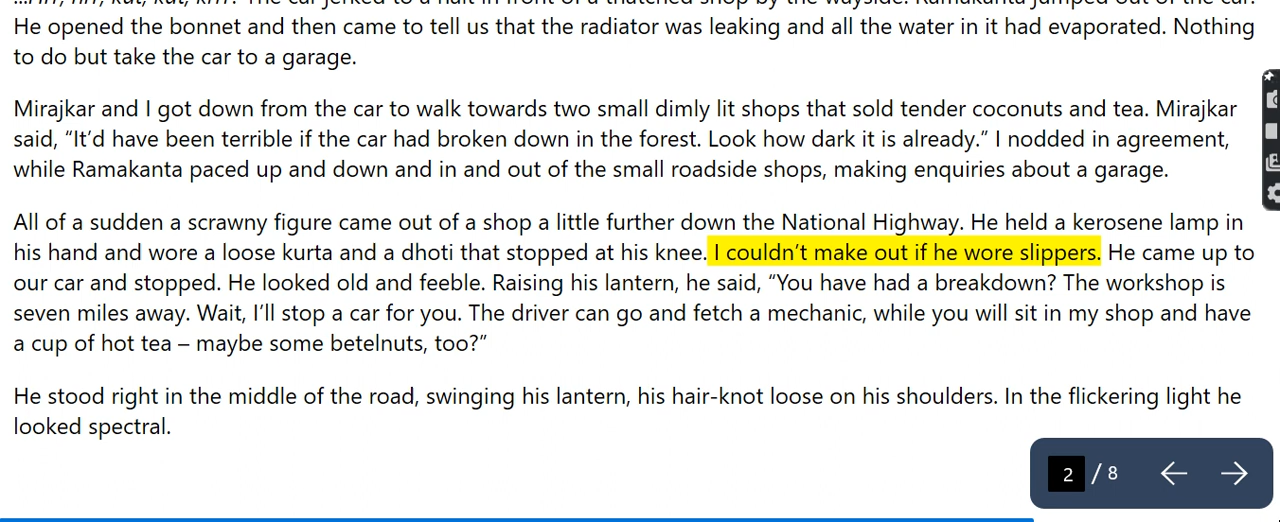 He opened the bonnet and then came to tell us that the radiator was leaking and all the water in it had evaporated. Nothing
to do but take the car to a garage.
Mirajkar and I got down from the car to walk towards two small dimly lit shops that sold tender coconuts and tea. Mirajkar
said, “It’d have been terrible if the car had broken down in the forest. Look how dark it is already.” I nodded in agreement,
while Ramakanta paced up and down and in and out of the small roadside shops, making enquiries about a garage.
All of a sudden a scrawny figure came out of a shop a little further down the National Highway. He held a kerosene lamp in
his hand and wore a loose kurta and a dhoti that stopped at his knee. I couldn’t make out if he wore slippers. He came up to
our car and stopped. He looked old and feeble. Raising his lantern, he said, “You have had a breakdown? The workshop is
seven miles away. Wait, I’ll stop a car for you. The driver can go and fetch a mechanic, while you will sit in my shop and have
a cup of hot tea – maybe some betelnuts, too?”
He stood right in the middle of the road, swinging his lantern, his hair-knot loose on his shoulders. In the flickering light he
looked spectral.
2 / 8